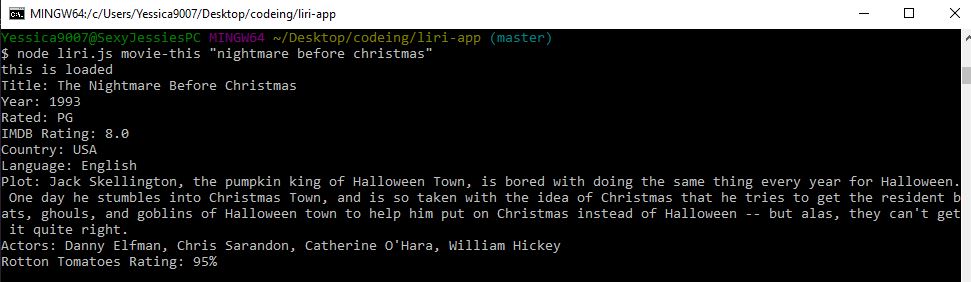 MINGW64:/c/Users/Yessica9007/Desktop/codeing/liri-app
Yessica9007@SexyJessiesPC MINGW64 ~/Desktop/codeing/liri-app (master)
$ node liri.js movie-this "nightmare before christmas"
this is loaded
Title: The Nightmare Before Christmas
Year: 1993
Rated: PG
IMDB Rating: 8.0
Country: USA
Language: English
Plot: Jack Skellington, the pumpkin king of Halloween Town, is bored with doing the same thing every year for Halloween.
One day he stumbles into Christmas Town, and is so taken with the idea of Christmas that he tries to get the resident b
ats, ghouls, and goblins of Halloween town to help him put on Christmas instead of Halloween -- but alas, they can't get
it quite right.
Actors: Danny Elfman, Chris Sarandon, Catherine O'Hara, William Hickey
Rotton Tomatoes Rating: 95%